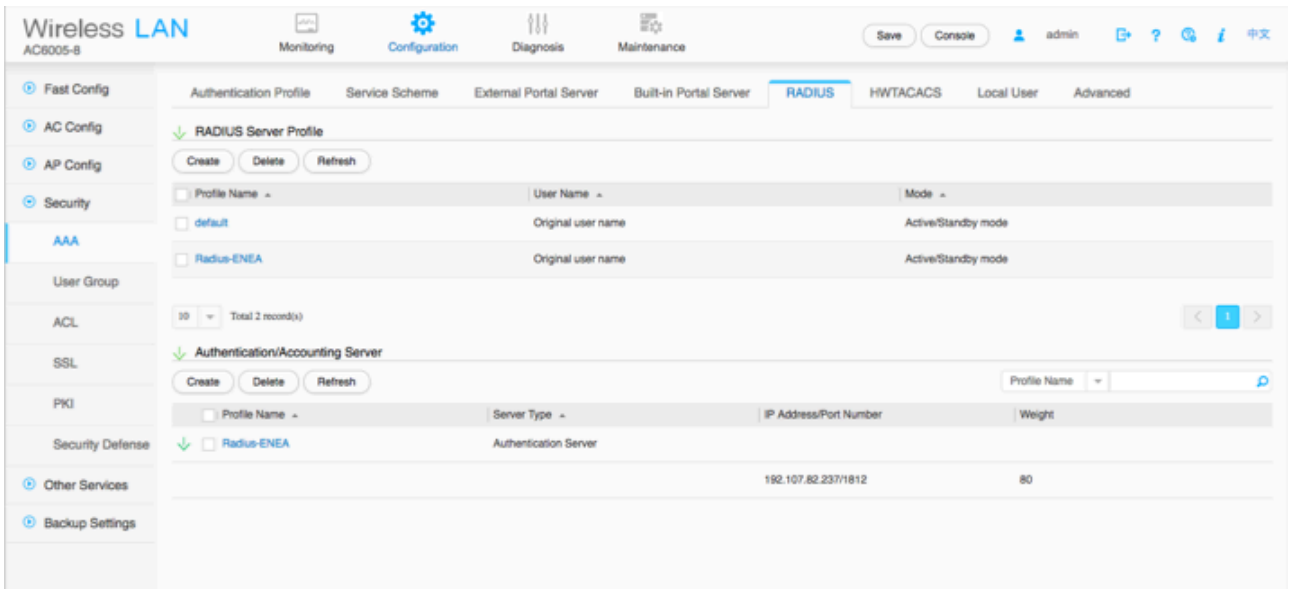 Wireless LAN
AC6005-8
Monitoring
Configuration
Diagnosis
Maintenance
Save
Console
admin
?
i
中文
Fast Config
AC Config
AP Config
Security
AAA
User Group
ACL
SSL
PKI
Security Defense
Other Services
Backup Settings
Authentication Profile
Service Scheme
External Portal Server
Built-in Portal Server
RADIUS
HWTACACS
Local User
Advanced
RADIUS Server Profile
Create Delete Refresh
Profile Name User Name Mode
default Original user name Active/Standby mode
Radius-ENEA Original user name Active/Standby mode
10 Total 2 record(s) < 1 >
Authentication/Accounting Server
Create Delete Refresh Profile Name
Profile Name Server Type IP Address/Port Number Weight
Radius-ENEA Authentication Server
192.107.82.237/1812 80